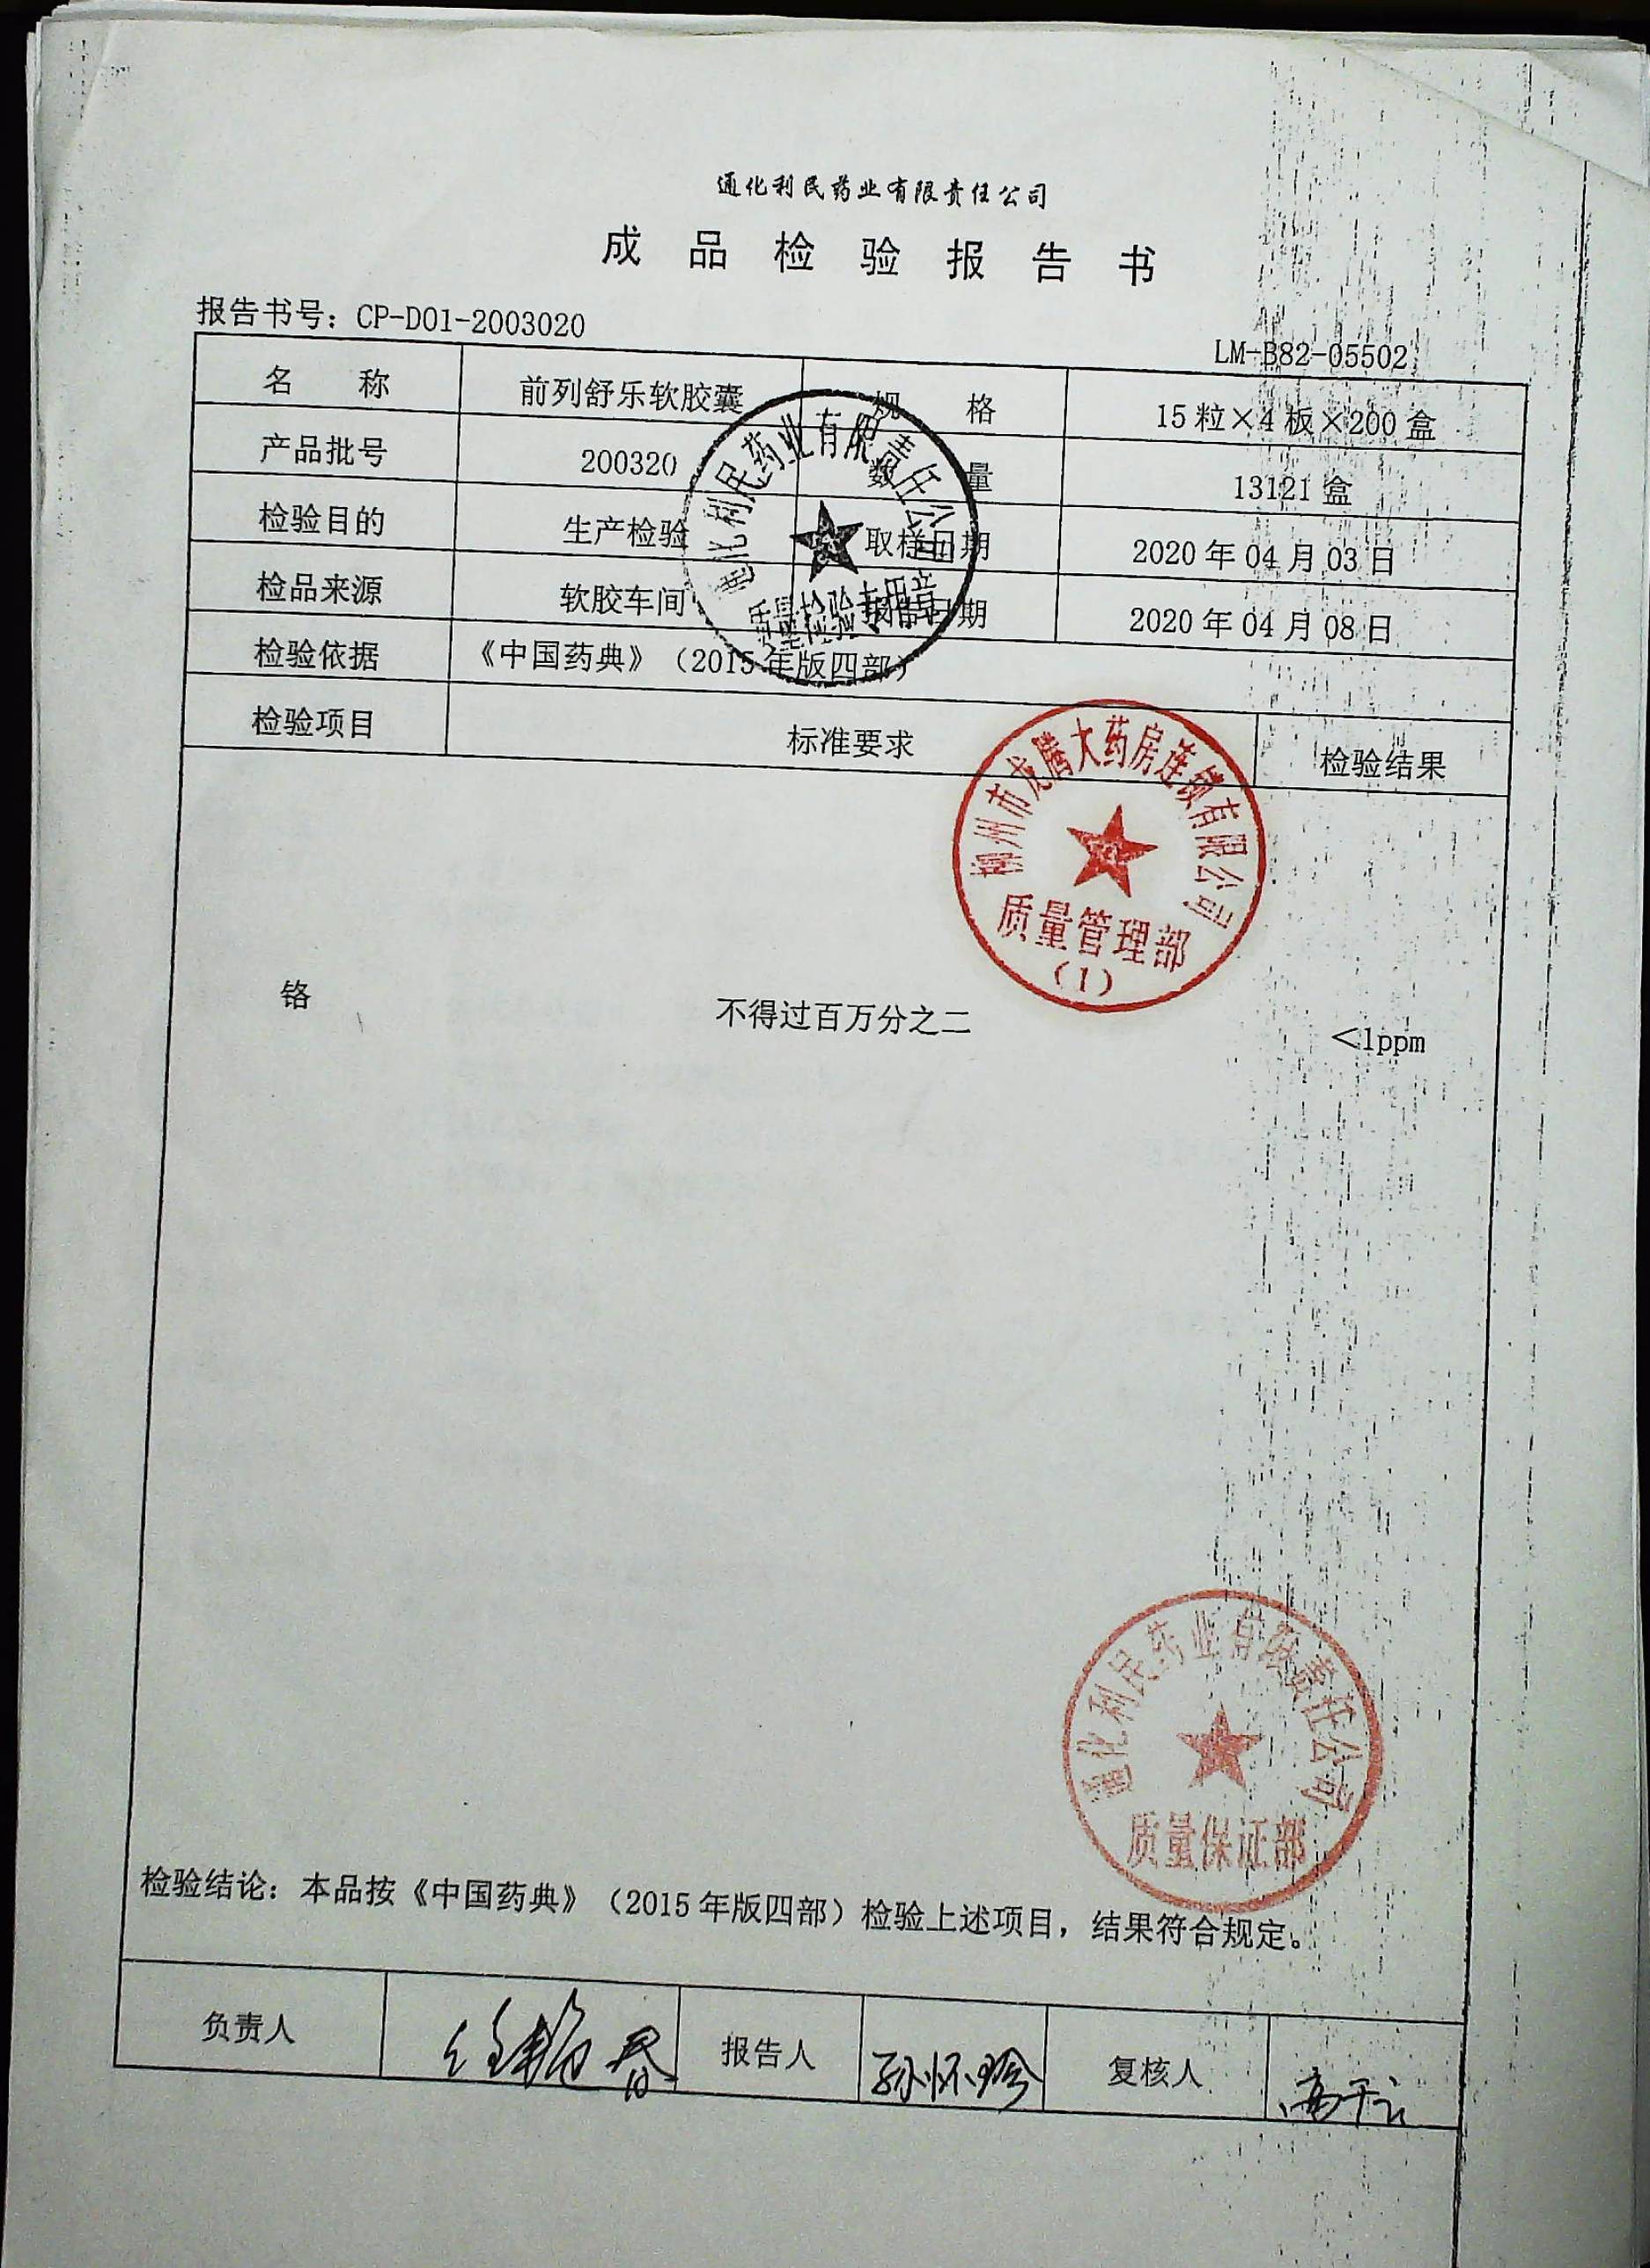 通化利民药业有限责任公司
成品检验报告书
报告书号：CP-D01-2003020
LM-B82-05502
名 称 前列舒乐软胶囊 规 格 15粒×4板×200盒
产品批号 200320 数 量 13121盒
检验目的 生产检验 取样日期 2020年04月03日
检品来源 软胶车间 报告日期 2020年04月08日
检验依据 《中国药典》（2015年版四部）
检验项目 标准要求 检验结果
通化利民药业有限责任公司
质量检验专用章
柳州市龙腾大药房连锁有限公司
质量管理部
（1）
铬 不得过百万分之二 <1ppm
通化利民药业有限责任公司
质量保证部
检验结论：本品按《中国药典》（2015年版四部）检验上述项目，结果符合规定。
负责人 报告人 孙怀玲 复核人